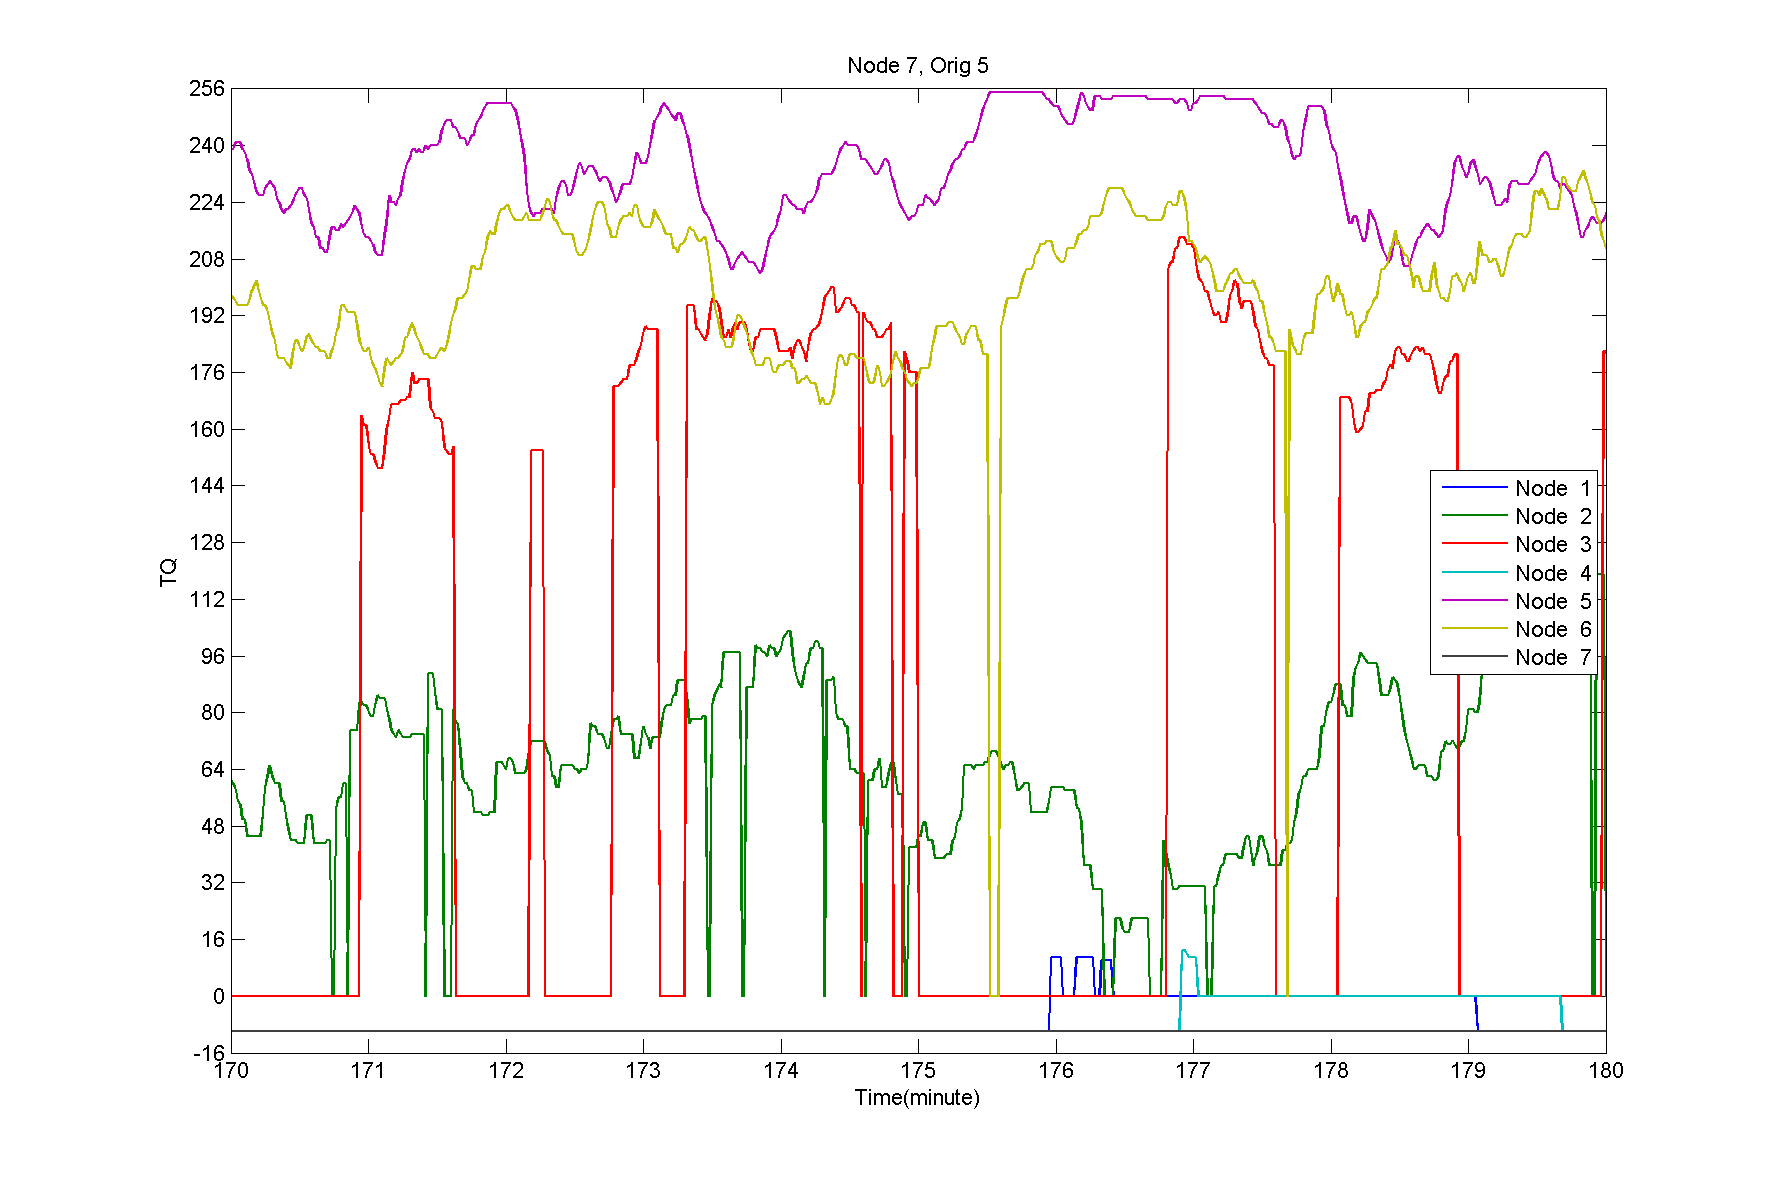 Node 7, Orig 5
256
240
224
208
192
176
160
144
128
112
96
80
64
48
32
16
0
-16
TQ
Node 1
Node 2
Node 3
Node 4
Node 5
Node 6
Node 7
170 171 172 173 174 175 176 177 178 179 180
Time(minute)